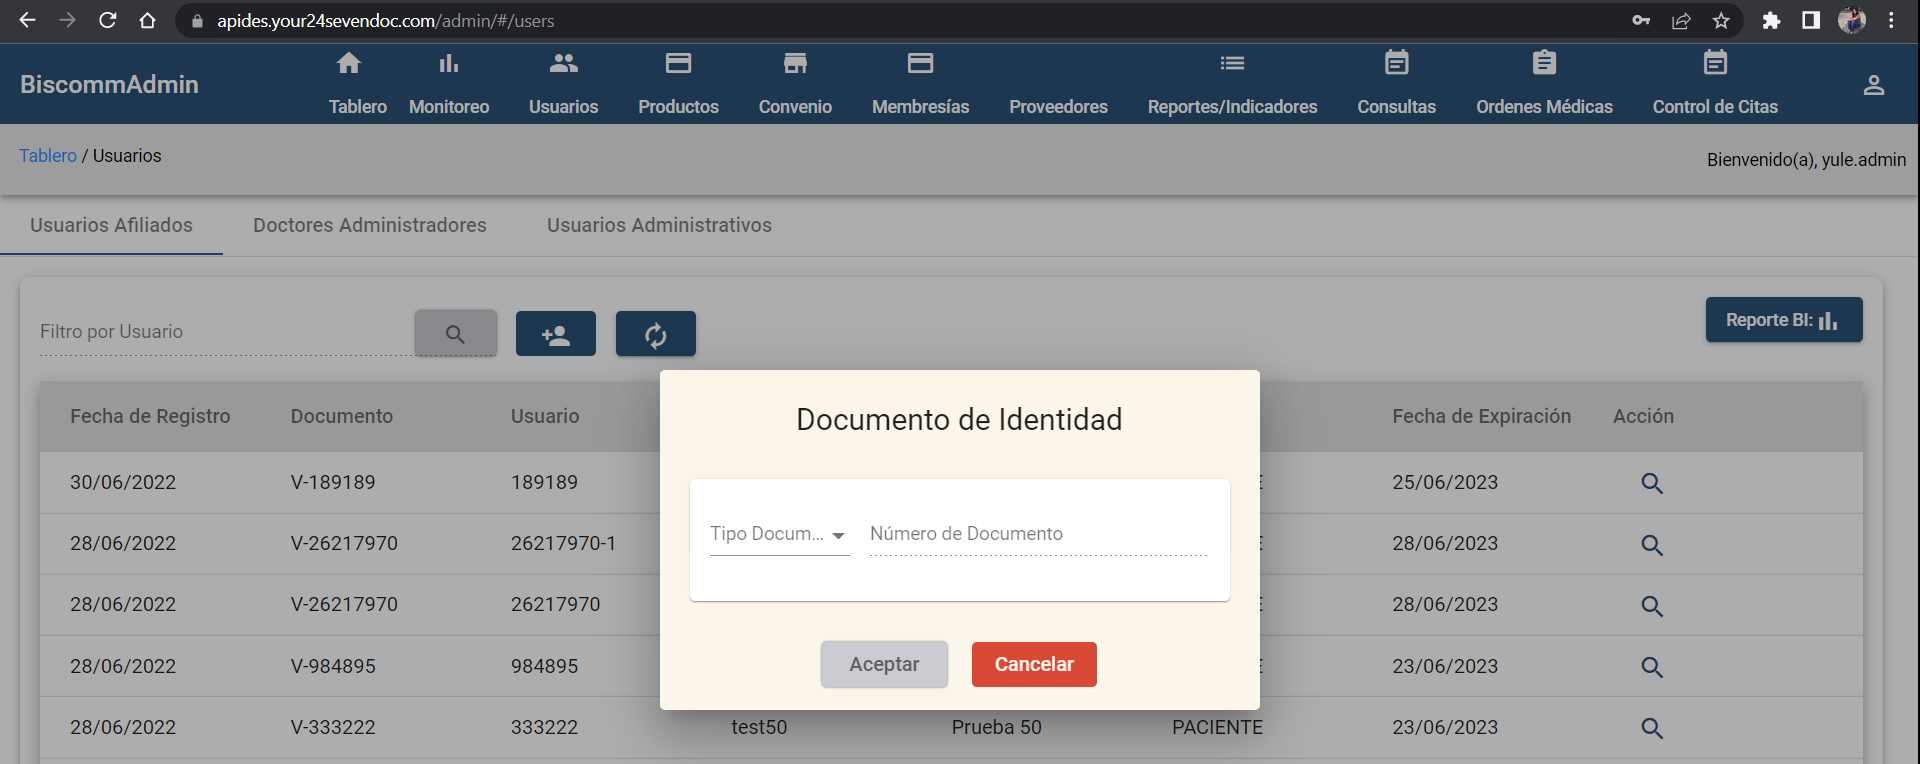 apides.your24sevendoc.com/admin/#/users
BiscommAdmin
Tablero Monitoreo Usuarios Productos Convenio Membresías Proveedores Reportes/Indicadores Consultas Ordenes Médicas Control de Citas
Tablero / Usuarios
Bienvenido(a), yule.admin
Usuarios Afiliados Doctores Administradores Usuarios Administrativos
Filtro por Usuario
Reporte BI:
Fecha de Registro Documento Usuario Fecha de Expiración Acción
30/06/2022 V-189189 189189 E 25/06/2023
28/06/2022 V-26217970 26217970-1 E 28/06/2023
28/06/2022 V-26217970 26217970 E 28/06/2023
28/06/2022 V-984895 984895 E 23/06/2023
28/06/2022 V-333222 333222 test50 Prueba 50 PACIENTE 23/06/2023
Documento de Identidad
Tipo Docum... Número de Documento
Aceptar Cancelar